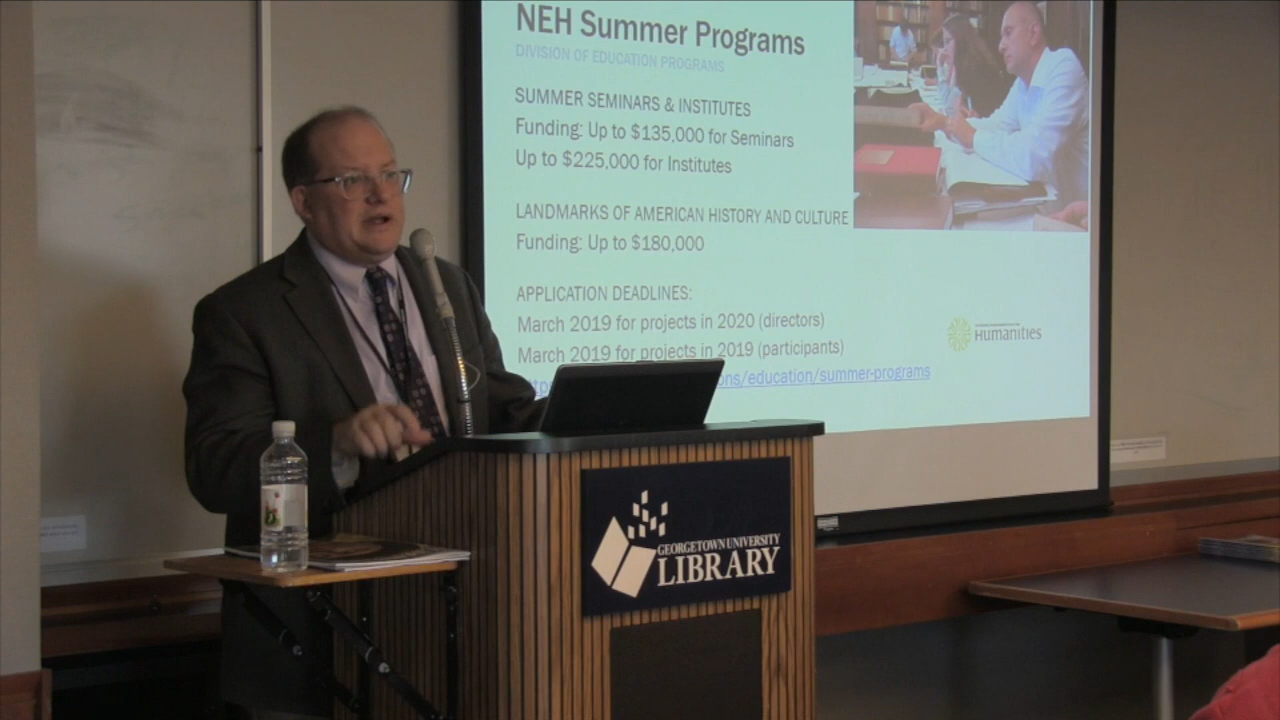 NEH Summer Programs
DIVISION OF EDUCATION PROGRAMS
SUMMER SEMINARS & INSTITUTES
Funding: Up to $135,000 for Seminars
Up to $225,000 for Institutes
LANDMARKS OF AMERICAN HISTORY AND CULTURE
Funding: Up to $180,000
APPLICATION DEADLINES:
March 2019 for projects in 2020 (directors)
March 2019 for projects in 2019 (participants)
ons/education/summer-programs
Humanities
GEORGETOWN UNIVERSITY
LIBRARY